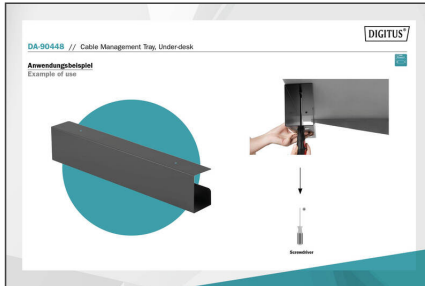 DIGITUS®
DA-90448 // Cable Management Tray, Under-desk
Anwendungsbeispiel
Example of use
Screwdriver